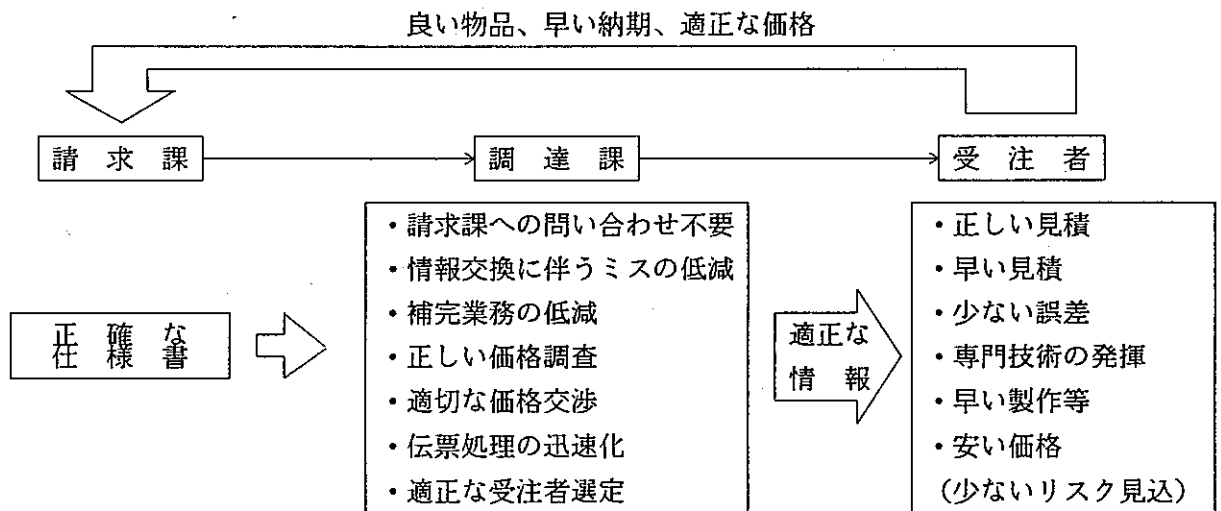 良い物品、早い納期、適正な価格
請求課
調達課
受注者
正確な
仕様書
・請求課への問い合わせ不要
・情報交換に伴うミスの低減
・補完業務の低減
・正しい価格調査
・適切な価格交渉
・伝票処理の迅速化
・適正な受注者選定
適正な
情報
・正しい見積
・早い見積
・少ない誤差
・専門技術の発揮
・早い製作等
・安い価格
(少ないリスク見込)